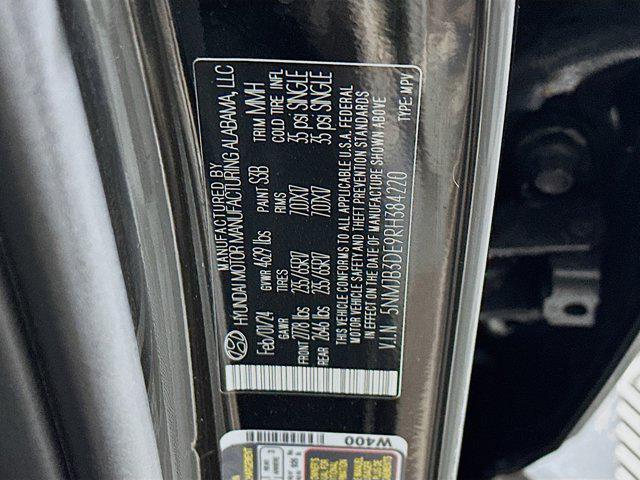 MANUFACTURED BY
HYUNDAI MOTOR MANUFACTURING ALABAMA, LLC
Feb/01/24 GVWR 4629 lbs PAINT S3B TRIM MMH
GAWR TIRES RIMS COLD TIRE INFL
FRONT 2778 lbs 235/65R17 7.0JX17 35 psi SINGLE
REAR 2646 lbs 235/65R17 7.0JX17 35 psi SINGLE
THIS VEHICLE CONFORMS TO ALL APPLICABLE U.S.A. FEDERAL
MOTOR VEHICLE SAFETY AND THEFT PREVENTION STANDARDS
IN EFFECT ON THE DATE OF MANUFACTURE SHOWN ABOVE
V.I.N 5NMJB3DE9RH384220 TYPE: MPV
W400